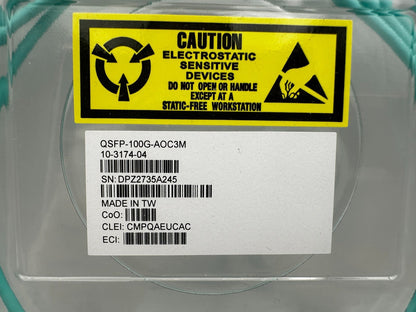 CAUTION
ELECTROSTATIC
SENSITIVE
DEVICES
DO NOT OPEN OR HANDLE
EXCEPT AT A
STATIC-FREE WORKSTATION
QSFP-100G-AOC3M
10-3174-04
SN: DPZ2735A245
MADE IN TW
CoO:
CLEI: CMPQAEUCAC
ECI: